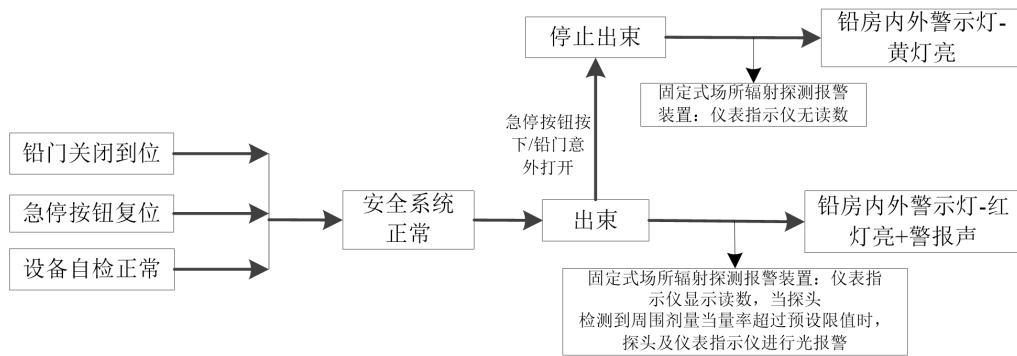 铅门关闭到位
急停按钮复位
设备自检正常
安全系统
正常
出束
急停按钮按
下/铅门意
外打开
停止出束
铅房内外警示灯-
黄灯亮
固定式场所辐射探测报警
装置：仪表指示仪无读数
铅房内外警示灯-红
灯亮+警报声
固定式场所辐射探测报警装置：仪表指
示仪显示读数，当探头
检测到周围剂量当量率超过预设限值时，
探头及仪表指示仪进行光报警